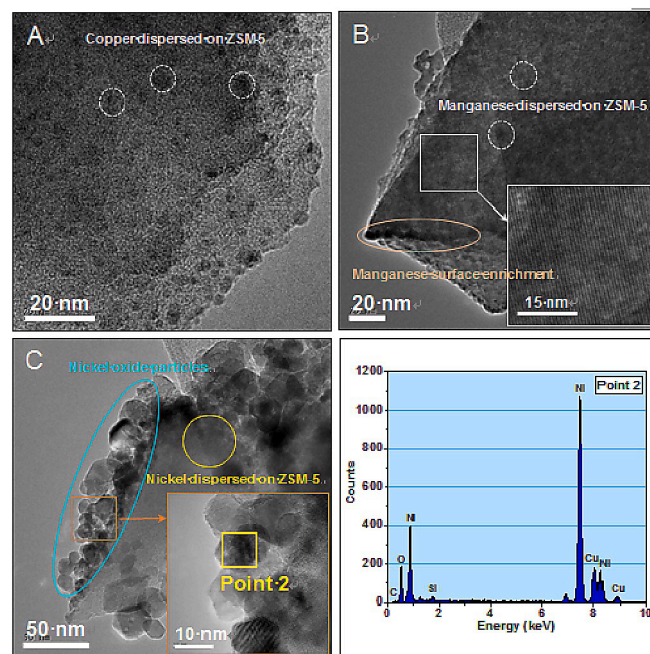 A
Copper·dispersed·on·ZSM-5
20·nm
B
Manganese·dispersed·on·ZSM-5
Manganese·surface·enrichment
20·nm
15·nm
C
Nickel·oxide·particles
Nickel·dispersed·on·ZSM-5
Point·2
50·nm
10·nm
Point 2
1200
1000
800
600
400
200
0
Counts
0 2 4 6 8 10
Energy (keV)
C
O
Ni
Si
Ni
Cu
Ni
Cu